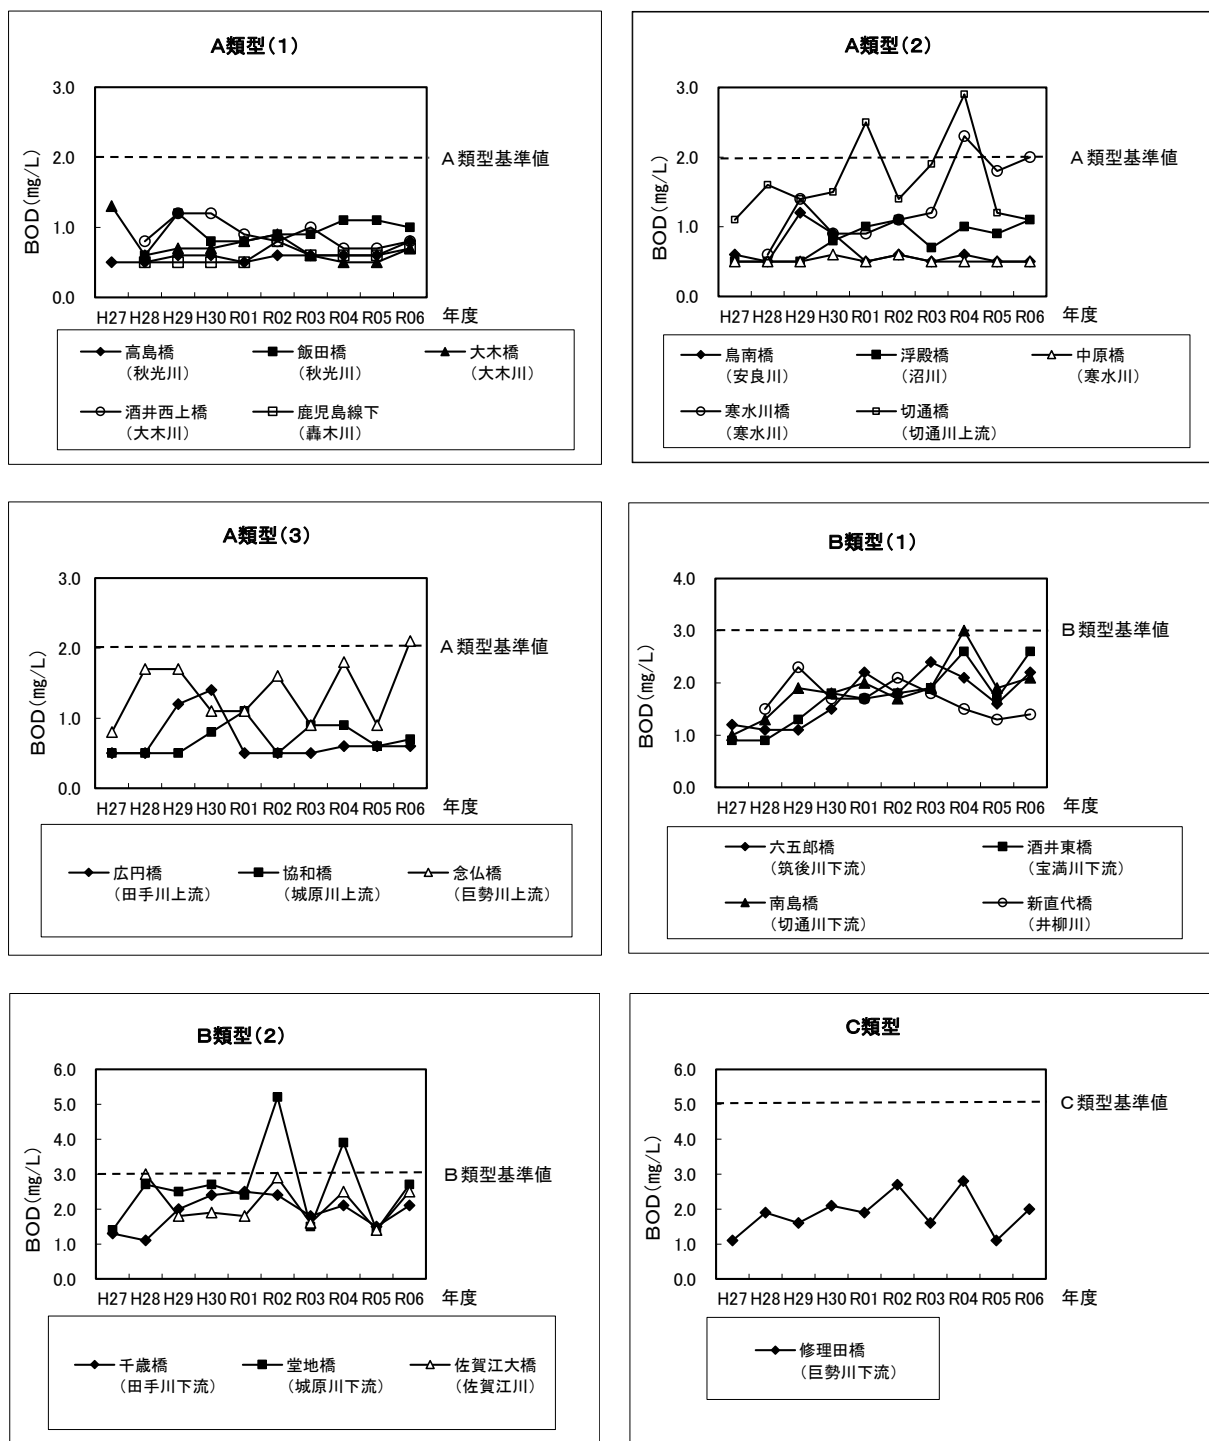 A類型(1)
3.0
2.0
1.0
0.0
BOD(mg/L)
A類型基準値
H27 H28 H29 H30 R01 R02 R03 R04 R05 R06 年度
高島橋 飯田橋 大木橋
(秋光川) (秋光川) (大木川)
酒井西上橋 鹿児島線下
(大木川) (轟木川)
A類型(2)
3.0
2.0
1.0
0.0
BOD(mg/L)
A類型基準値
H27 H28 H29 H30 R01 R02 R03 R04 R05 R06 年度
鳥南橋 浮殿橋 中原橋
(安良川) (沼川) (寒水川)
寒水川橋 切通橋
(寒水川) (切通川上流)
A類型(3)
3.0
2.0
1.0
0.0
BOD(mg/L)
A類型基準値
H27 H28 H29 H30 R01 R02 R03 R04 R05 R06 年度
広円橋 協和橋 念仏橋
(田手川上流) (城原川上流) (巨勢川上流)
B類型(1)
4.0
3.0
2.0
1.0
0.0
BOD(mg/L)
B類型基準値
H27 H28 H29 H30 R01 R02 R03 R04 R05 R06 年度
六五郎橋 酒井東橋
(筑後川下流) (宝満川下流)
南島橋 新直代橋
(切通川下流) (井柳川)
B類型(2)
6.0
5.0
4.0
3.0
2.0
1.0
0.0
BOD(mg/L)
B類型基準値
H27 H28 H29 H30 R01 R02 R03 R04 R05 R06 年度
千歳橋 堂地橋 佐賀江大橋
(田手川下流) (城原川下流) (佐賀江川)
C類型
6.0
5.0
4.0
3.0
2.0
1.0
0.0
BOD(mg/L)
C類型基準値
H27 H28 H29 H30 R01 R02 R03 R04 R05 R06 年度
修理田橋
(巨勢川下流)